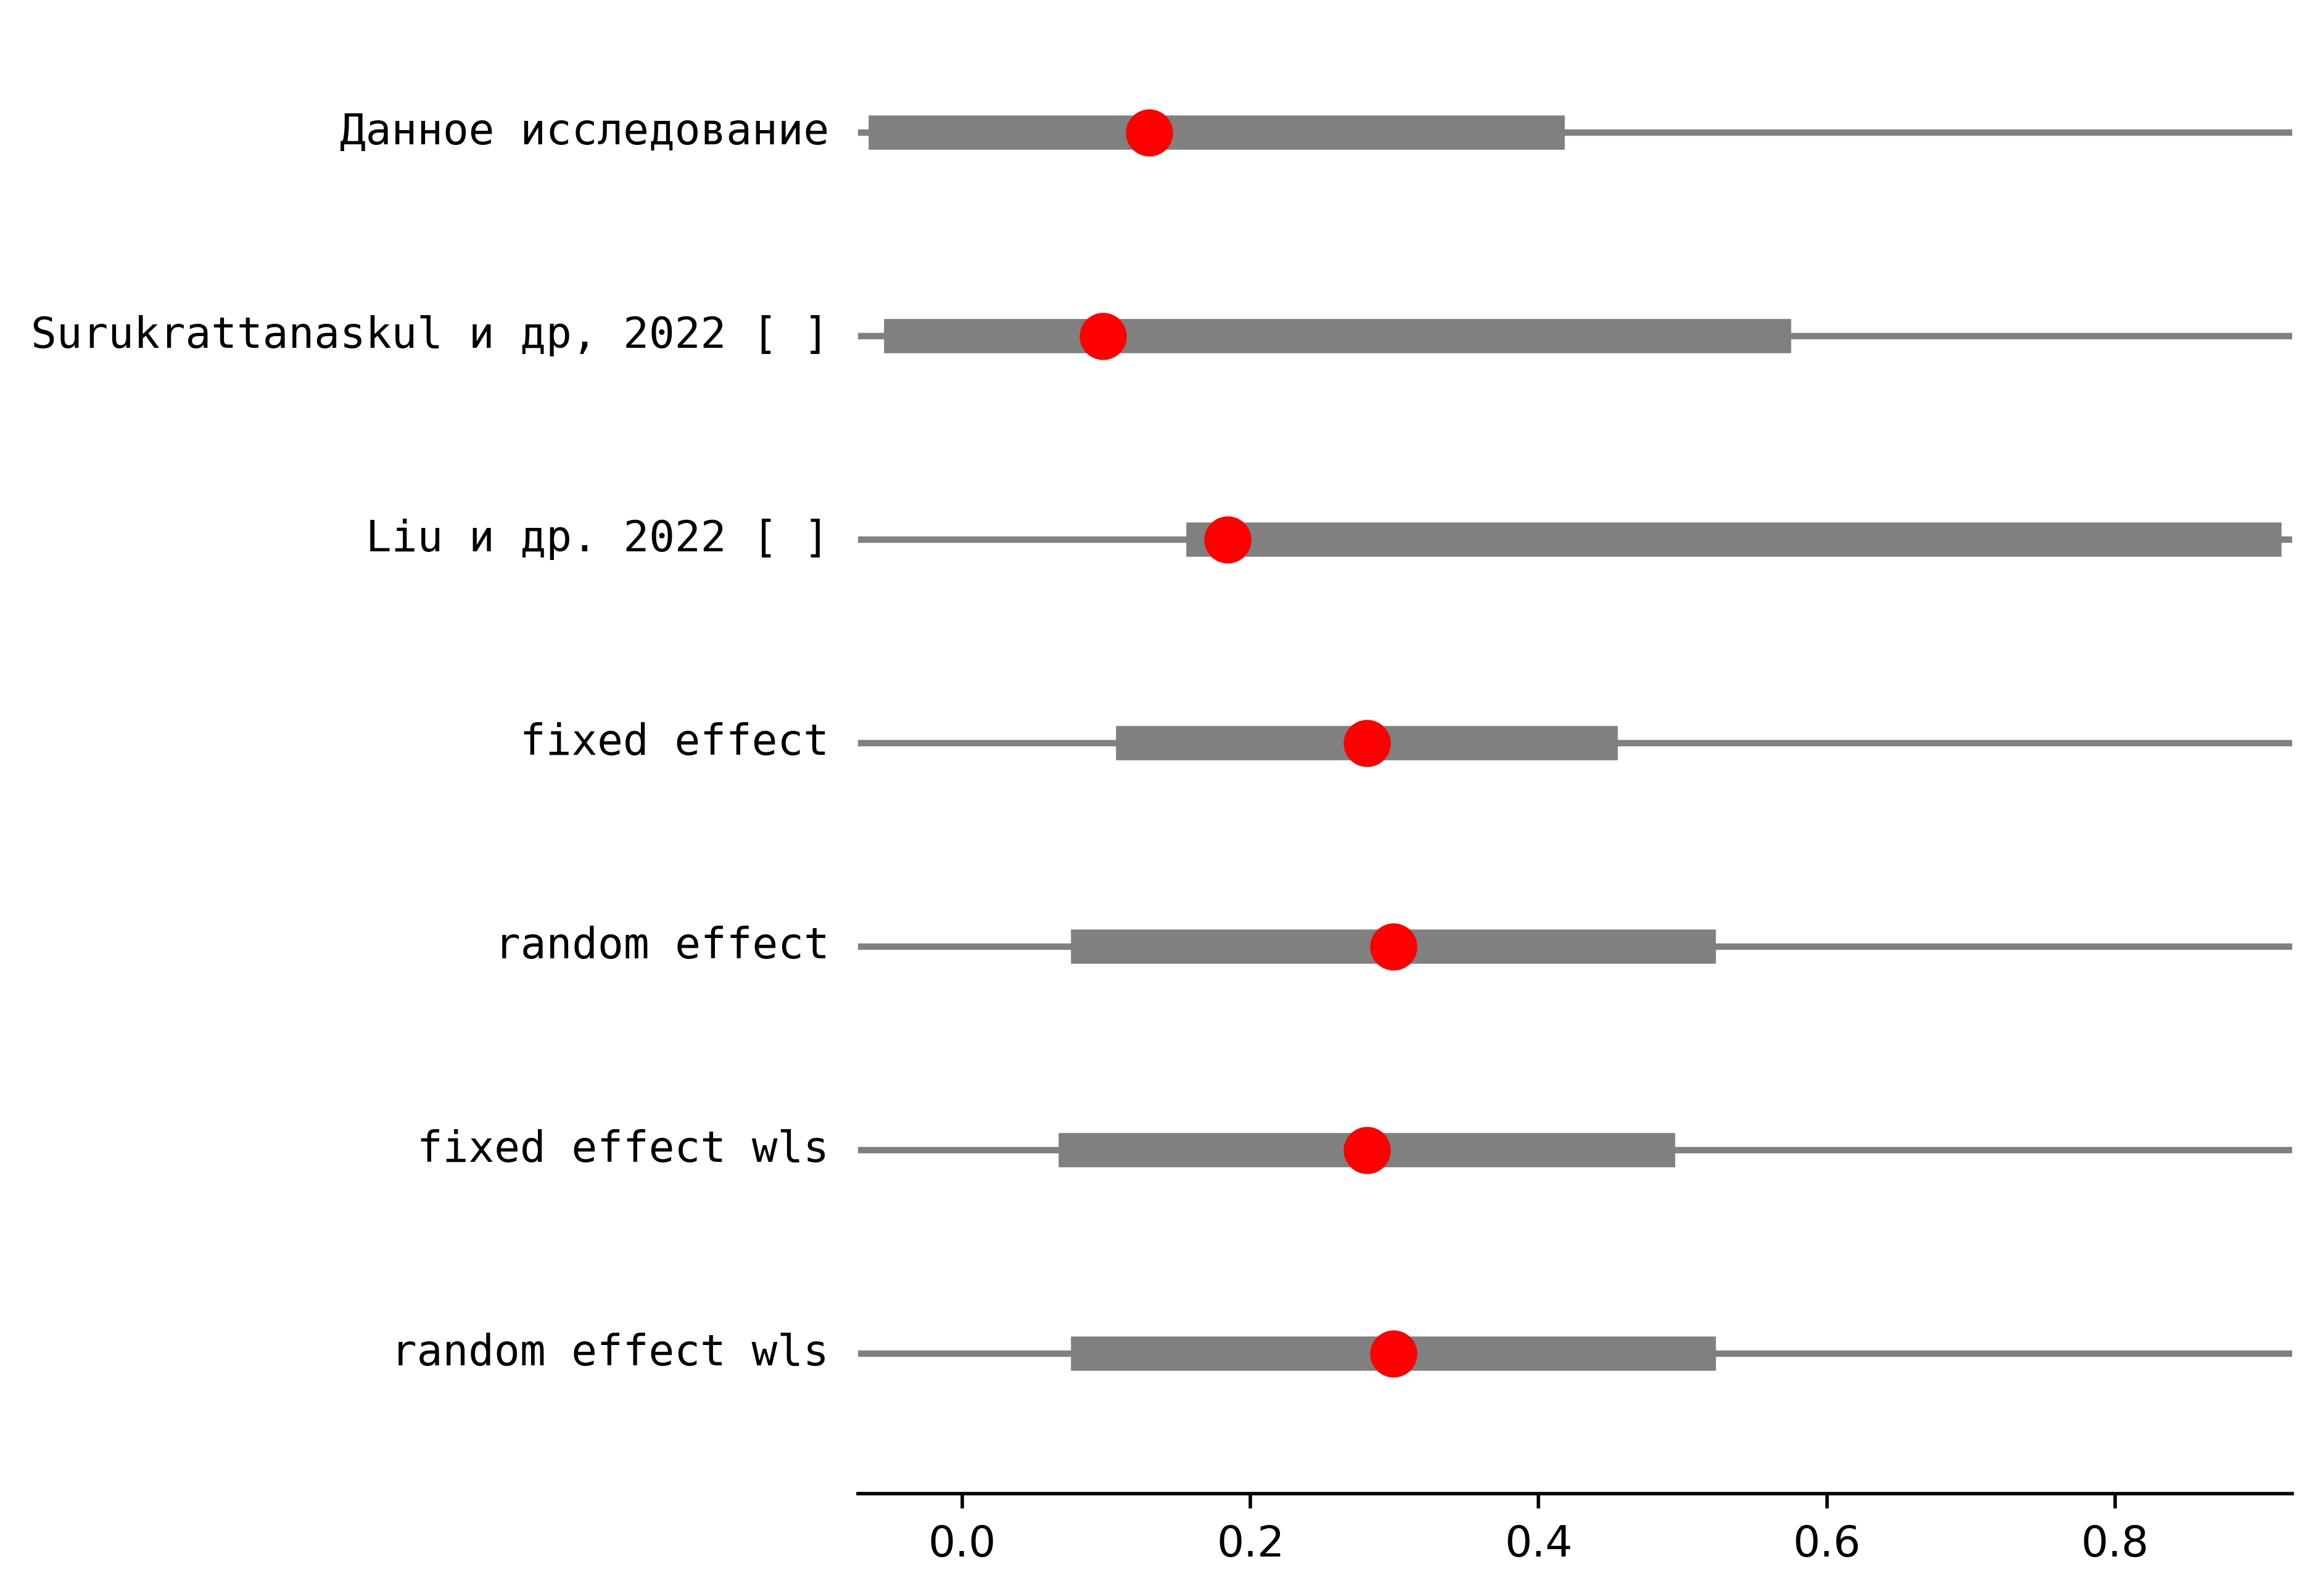 Данное исследование
Surukrattanaskul и др, 2022 [ ]
Liu и др. 2022 [ ]
fixed effect
random effect
fixed effect wls
random effect wls
0.0 0.2 0.4 0.6 0.8